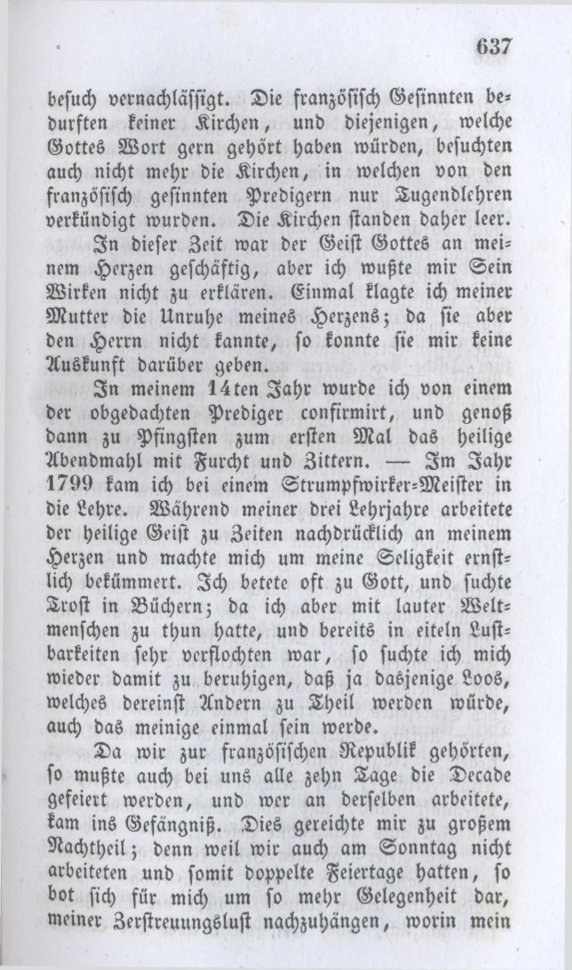 637
besuch vernachlässigt. Die französisch Gesinnten be-
durften keiner Kirchen, und diejenigen, welche
Gottes Wort gern gehört haben würden, besuchten
auch nicht mehr die Kirchen, in welchen von den
französisch gesinnten Predigern nur Tugendlehren
verkündigt wurden. Die Kirchen standen daher leer.
In dieser Zeit war der Geist Gottes an mei-
nem Herzen geschäftig, aber ich wußte mir Sein
Wirken nicht zu erklären. Einmal klagte ich meiner
Mutter die Unruhe meines Herzens; da sie aber
den Herrn nicht kannte, so konnte sie mir keine
Auskunft darüber geben.
In meinem 14ten Jahr wurde ich von einem
der obgedachten Prediger confirmirt, und genoß
dann zu Pfingsten zum ersten Mal das heilige
Abendmahl mit Furcht und Zittern. — Im Jahr
1799 kam ich bei einem Strumpfwirker-Meister in
die Lehre. Während meiner drei Lehrjahre arbeitete
der heilige Geist zu Zeiten nachdrücklich an meinem
Herzen und machte mich um meine Seligkeit ernst-
lich bekümmert. Ich betete oft zu Gott, und suchte
Trost in Büchern; da ich aber mit lauter Welt-
menschen zu thun hatte, und bereits in eiteln Lust-
barkeiten sehr verflochten war, so suchte ich mich
wieder damit zu beruhigen, daß ja dasjenige Loos,
welches dereinst Andern zu Theil werden würde,
auch das meinige einmal sein werde.
Da wir zur französischen Republik gehörten,
so mußte auch bei uns alle zehn Tage die Decade
gefeiert werden, und wer an derselben arbeitete,
kam ins Gefängniß. Dies gereichte mir zu großem
Nachtheil; denn weil wir auch am Sonntag nicht
arbeiteten und somit doppelte Feiertage hatten, so
bot sich für mich um so mehr Gelegenheit dar,
meiner Zerstreuungslust nachzuhängen, worin mein